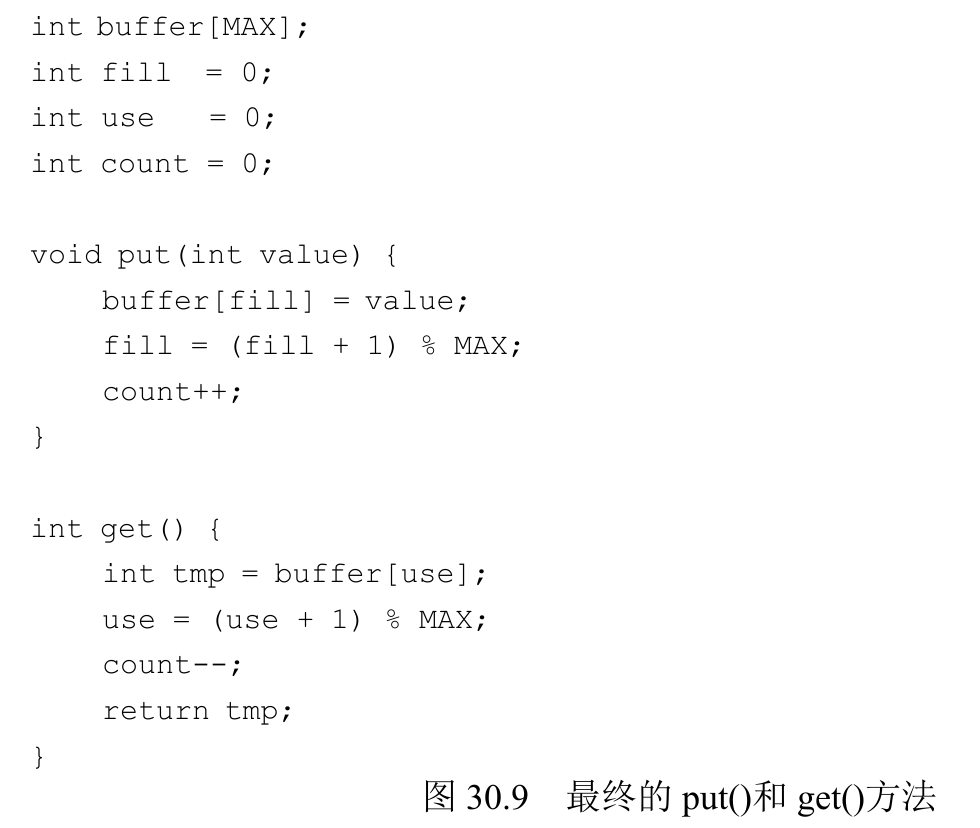 int buffer[MAX];
int fill  = 0;
int use   = 0;
int count = 0;

void put(int value) {
    buffer[fill] = value;
    fill = (fill + 1) % MAX;
    count++;
}

int get() {
    int tmp = buffer[use];
    use = (use + 1) % MAX;
    count--;
    return tmp;
}
图 30.9　最终的 put()和 get()方法